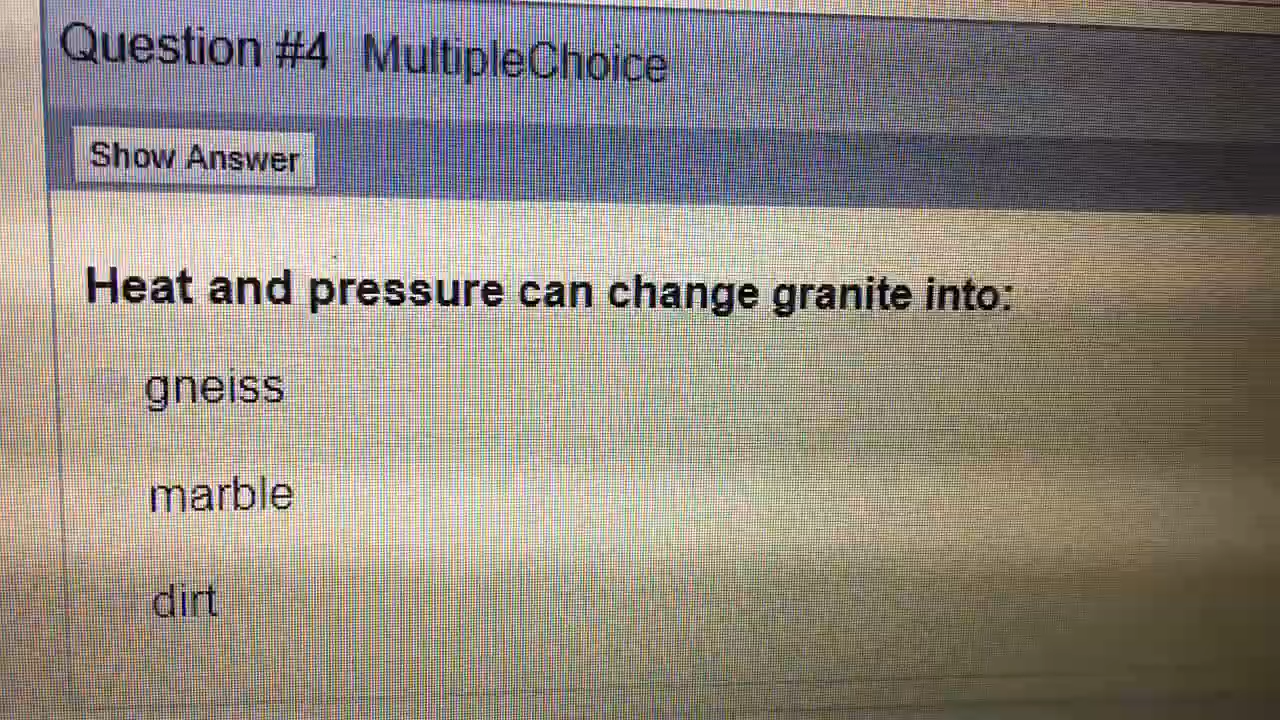 Question #4 MultipleChoice
Show Answer
Heat and pressure can change granite into:
gneiss
marble
dirt